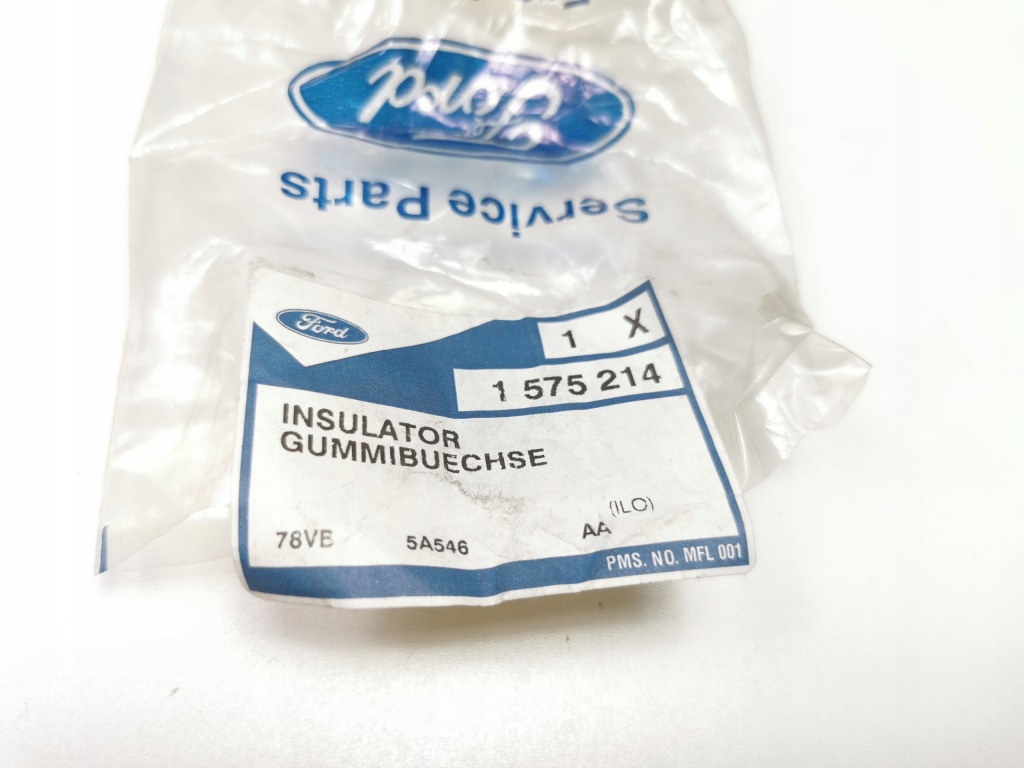 Ford
Service Parts
Ford
1 X
1 575 214
INSULATOR
GUMMIBUECHSE
(ILO)
78VB 5A546 AA
PMS. NO. MFL 001